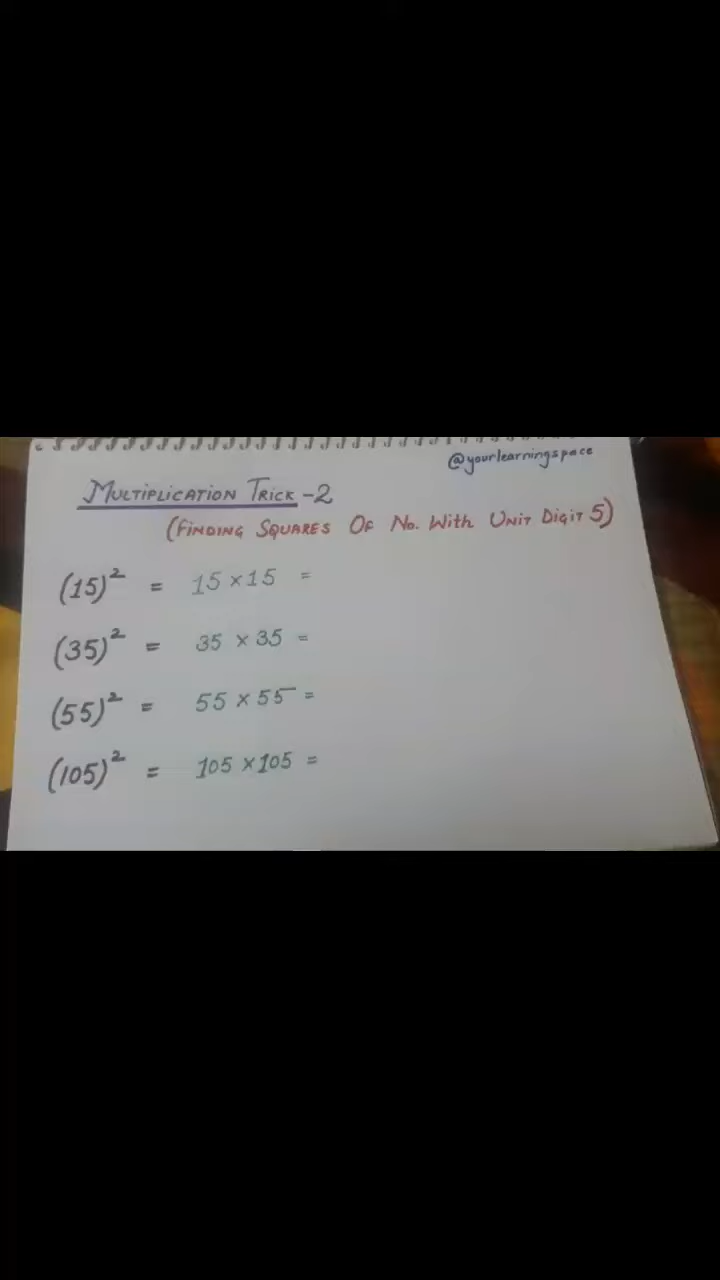 @yourlearningspace
MULTIPLICATION TRICK -2
(FINDING SQUARES OF NO. WITH UNIT DIGIT 5)
(15)² = 15 × 15 =
(35)² = 35 × 35 =
(55)² = 55 × 55 =
(105)² = 105 × 105 =